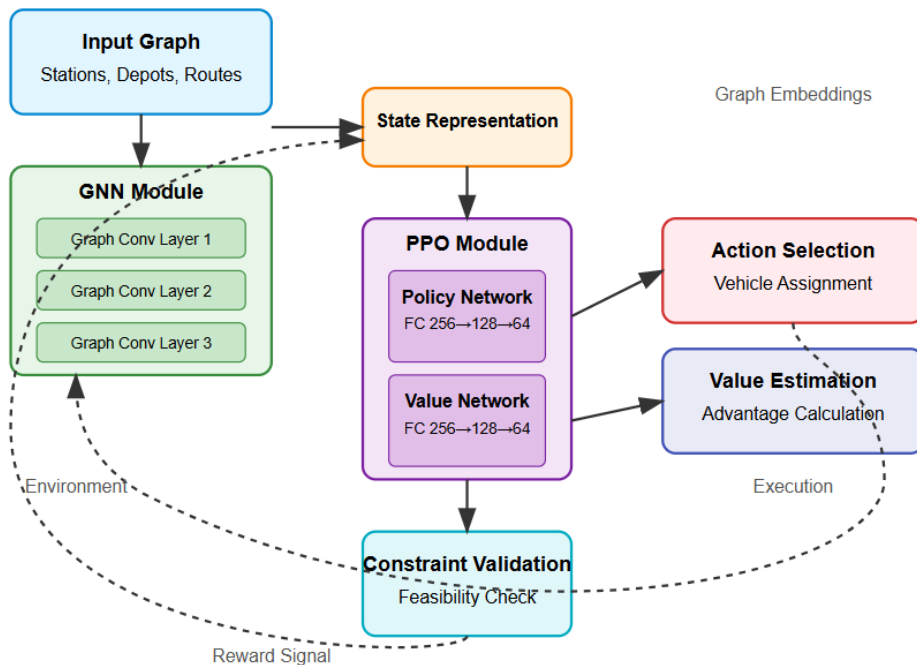 Input Graph
Stations, Depots, Routes
Graph Embeddings
State Representation
GNN Module
Graph Conv Layer 1
Graph Conv Layer 2
Graph Conv Layer 3
PPO Module
Policy Network
FC 256→128→64
Value Network
FC 256→128→64
Action Selection
Vehicle Assignment
Value Estimation
Advantage Calculation
Environment
Execution
Constraint Validation
Feasibility Check
Reward Signal